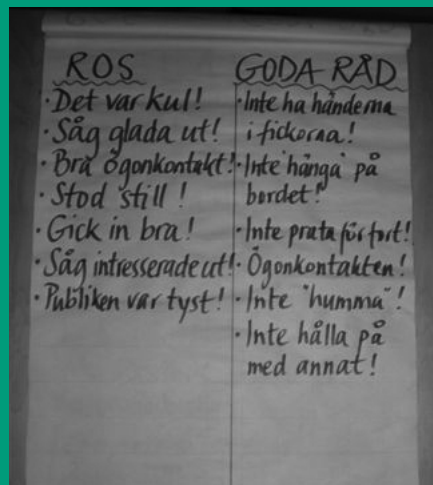 ROS
· Det var kul!
· Såg glada ut!
· Bra ögonkontakt!
· Stod still!
· Gick in bra!
· Såg intresserade ut!
· Publiken var tyst!
GODA RÅD
· Inte ha händerna
i fickorna!
· Inte "hänga" på
bordet!
· Inte prata för fort!
· Ögonkontakten!
· Inte "humma"!
· Inte hålla på
med annat!